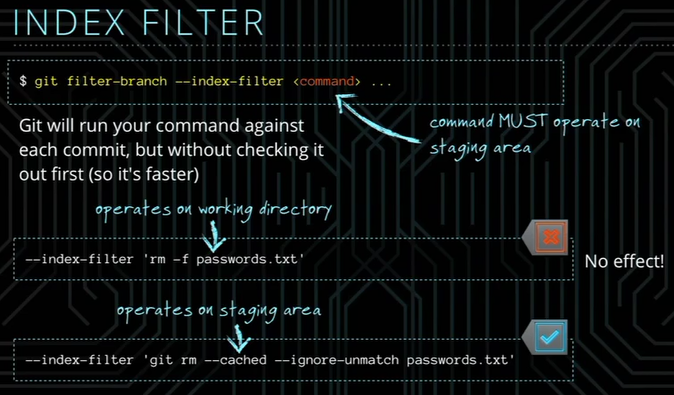 INDEX FILTER
$ git filter-branch --index-filter <command> ...
Git will run your command against
each commit, but without checking it
out first (so it's faster)
command MUST operate on
staging area
operates on working directory
--index-filter 'rm -f passwords.txt'
No effect!
operates on staging area
--index-filter 'git rm --cached --ignore-unmatch passwords.txt'